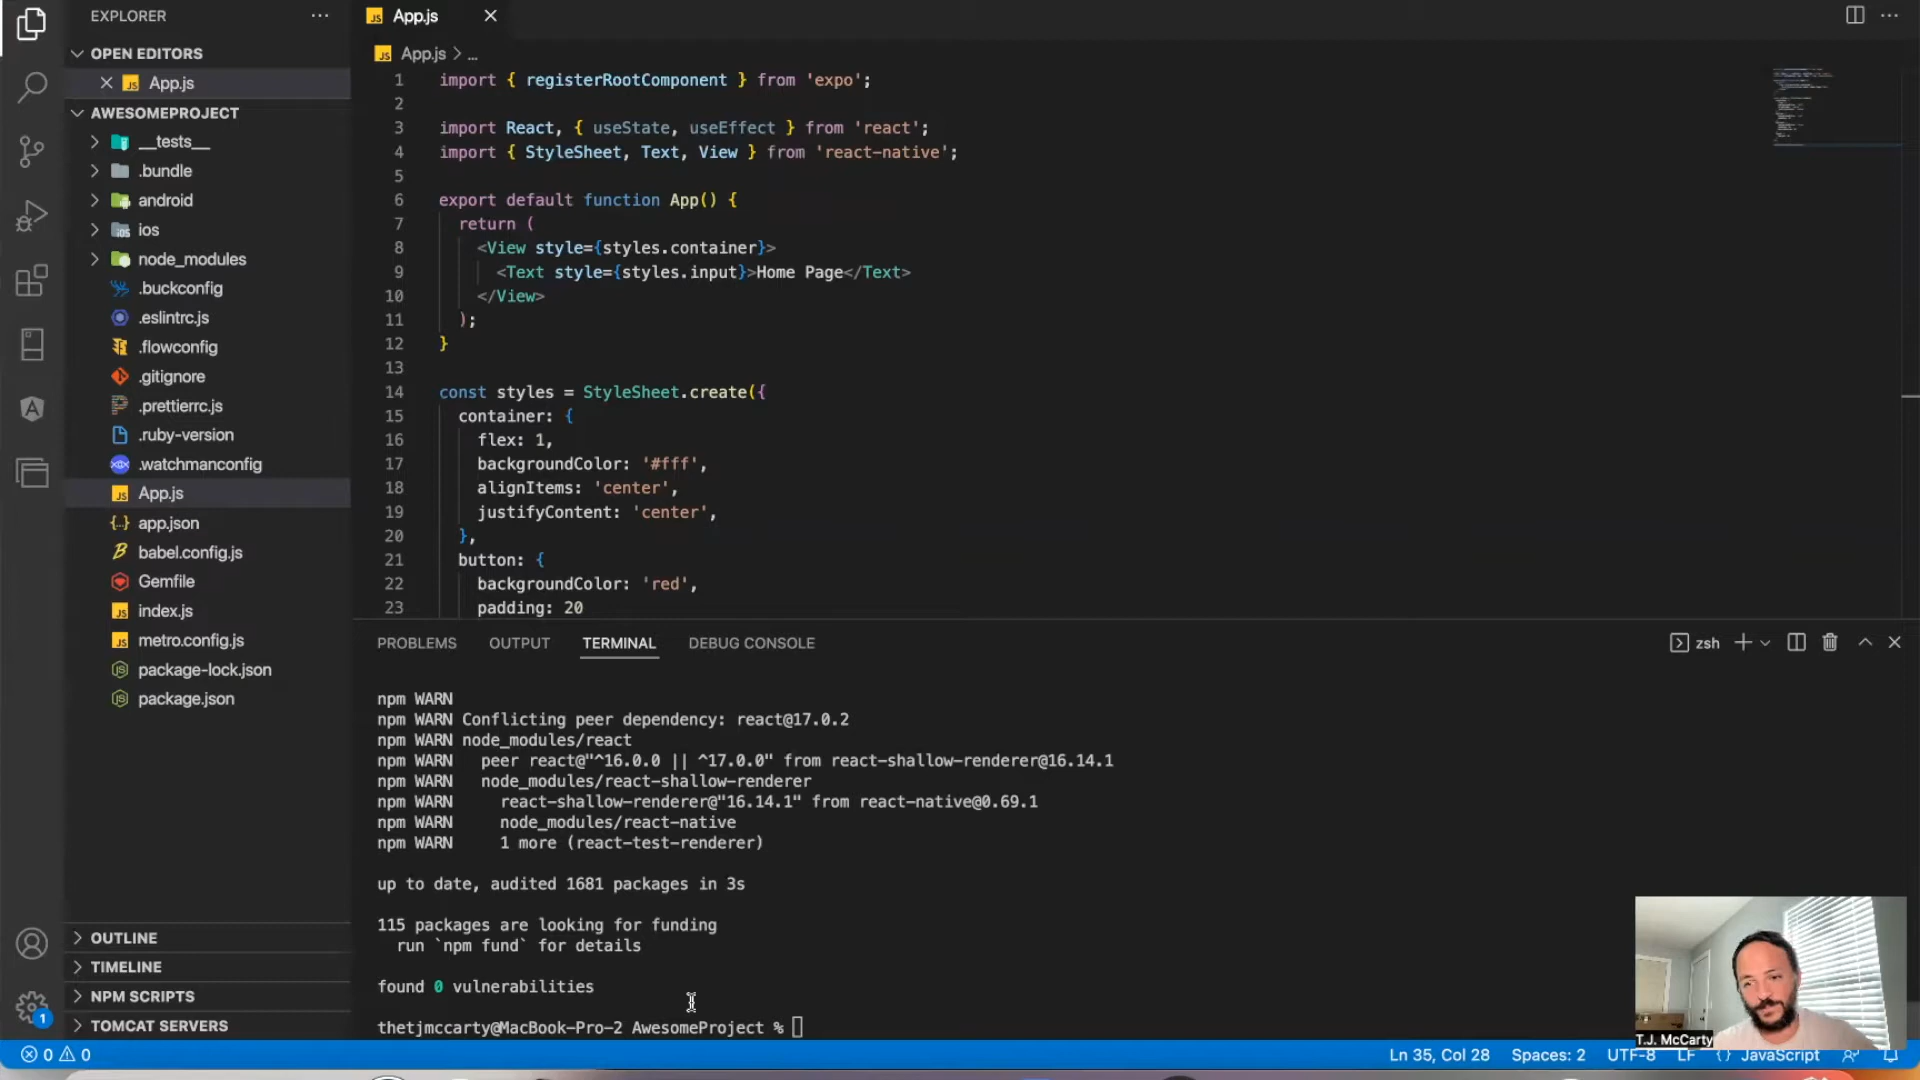 EXPLORER
OPEN EDITORS
App.js
AWESOMEPROJECT
__tests__
.bundle
android
ios
node_modules
.buckconfig
.eslintrc.js
.flowconfig
.gitignore
.prettierrc.js
.ruby-version
.watchmanconfig
App.js
app.json
babel.config.js
Gemfile
index.js
metro.config.js
package-lock.json
package.json
OUTLINE
TIMELINE
NPM SCRIPTS
TOMCAT SERVERS
App.js
App.js > ...
1 import { registerRootComponent } from 'expo';
2
3 import React, { useState, useEffect } from 'react';
4 import { StyleSheet, Text, View } from 'react-native';
5
6 export default function App() {
7 return (
8 <View style={styles.container}>
9 <Text style={styles.input}>Home Page</Text>
10 </View>
11 );
12 }
13
14 const styles = StyleSheet.create({
15 container: {
16 flex: 1,
17 backgroundColor: '#fff',
18 alignItems: 'center',
19 justifyContent: 'center',
20 },
21 button: {
22 backgroundColor: 'red',
23 padding: 20
PROBLEMS OUTPUT TERMINAL DEBUG CONSOLE
zsh
npm WARN
npm WARN Conflicting peer dependency: react@17.0.2
npm WARN node_modules/react
npm WARN peer react@"^16.0.0 || ^17.0.0" from react-shallow-renderer@16.14.1
npm WARN node_modules/react-shallow-renderer
npm WARN react-shallow-renderer@"16.14.1" from react-native@0.69.1
npm WARN node_modules/react-native
npm WARN 1 more (react-test-renderer)
up to date, audited 1681 packages in 3s
115 packages are looking for funding
run `npm fund` for details
found 0 vulnerabilities
thetjmccarty@MacBook-Pro-2 AwesomeProject %
T.J. McCarty
1
0 0
Ln 35, Col 28 Spaces: 2 UTF-8 LF {} JavaScript